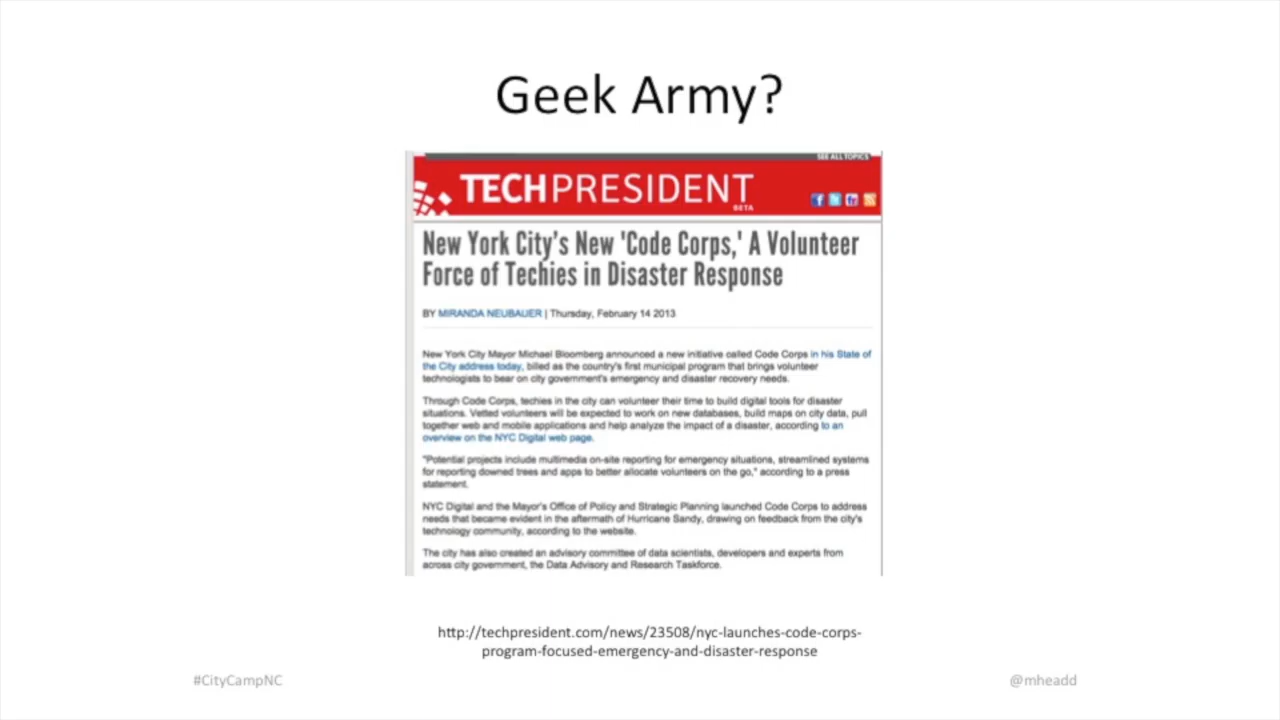 Geek Army?
SEE ALL TOPICS
TECHPRESIDENT
BETA
New York City's New 'Code Corps,' A Volunteer
Force of Techies in Disaster Response
BY MIRANDA NEUBAUER | Thursday, February 14 2013
New York City Mayor Michael Bloomberg announced a new initiative called Code Corps in his State of
the City address today, billed as the country's first municipal program that brings volunteer
technologists to bear on city government's emergency and disaster recovery needs.
Through Code Corps, techies in the city can volunteer their time to build digital tools for disaster
situations. Vetted volunteers will be expected to work on new databases, build maps on city data, pull
together web and mobile applications and help analyze the impact of a disaster, according to an
overview on the NYC Digital web page.
"Potential projects include multimedia on-site reporting for emergency situations, streamlined systems
for reporting downed trees and apps to better allocate volunteers on the go," according to a press
statement.
NYC Digital and the Mayor's Office of Policy and Strategic Planning launched Code Corps to address
needs that became evident in the aftermath of Hurricane Sandy, drawing on feedback from the city's
technology community, according to the website.
The city has also created an advisory committee of data scientists, developers and experts from
across city government, the Data Advisory and Research Taskforce.
http://techpresident.com/news/23508/nyc-launches-code-corps-
program-focused-emergency-and-disaster-response
#CityCampNC
@mheadd